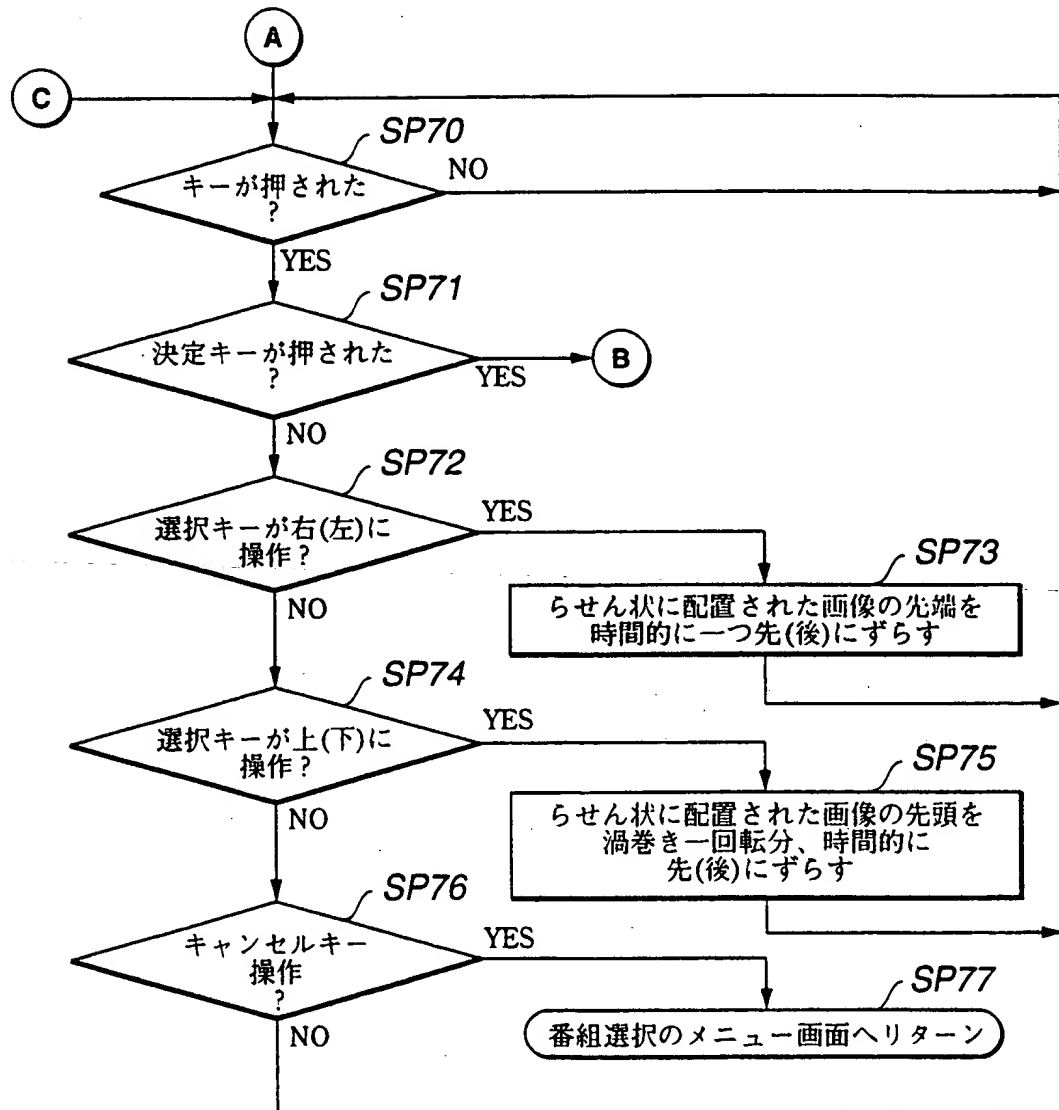 A
C
SP70
キーが押された
?
NO
YES
SP71
決定キーが押された
?
YES
B
NO
SP72
選択キーが右(左)に
操作?
YES
NO
SP73
らせん状に配置された画像の先端を
時間的に一つ先(後)にずらす
SP74
選択キーが上(下)に
操作?
YES
NO
SP75
らせん状に配置された画像の先頭を
渦巻き一回転分、時間的に
先(後)にずらす
SP76
キャンセルキー
操作
?
YES
NO
SP77
番組選択のメニュー画面へリターン